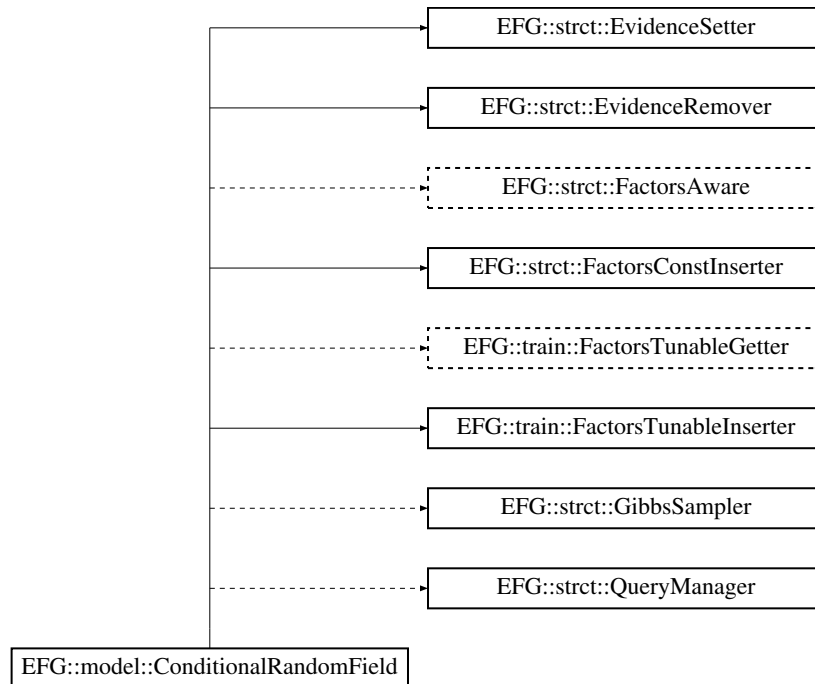 EFG::strct::EvidenceSetter
EFG::strct::EvidenceRemover
EFG::strct::FactorsAware
EFG::strct::FactorsConstInserter
EFG::train::FactorsTunableGetter
EFG::train::FactorsTunableInserter
EFG::strct::GibbsSampler
EFG::strct::QueryManager
EFG::model::ConditionalRandomField